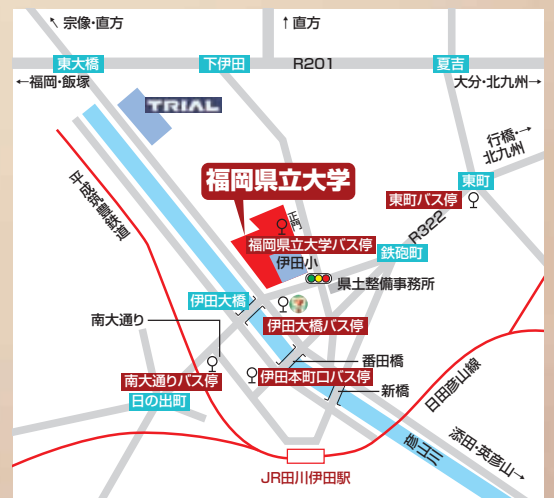 ↖宗像・直方
↑直方
東大橋
下伊田
R201
夏吉
←福岡・飯塚
大分・北九州→
TRIAL
行橋・→
北九州
平成筑豊鉄道
福岡県立大学
東町
東町バス停
正門
R322
福岡県立大学バス停
鉄砲町
伊田小
県土整備事務所
伊田大橋
南大通り
伊田大橋バス停
番田橋
南大通りバス停
伊田本町口バス停
日の出町
新橋
日田彦山線
彦山川
添田・英彦山→
JR田川伊田駅